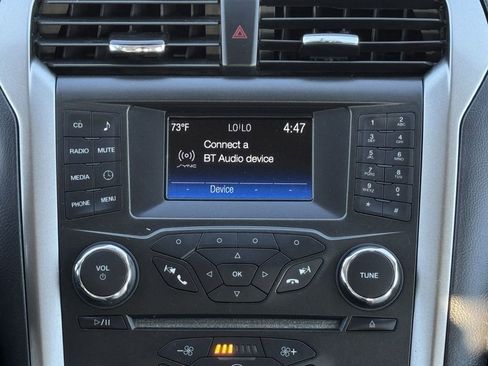 73°F LO|LO 4:47
Connect a
SYNC BT Audio device
Device - - -
CD
RADIO MUTE
MEDIA
PHONE MENU
1 2 ABC
3 DEF 4 GHI
5 JKL 6 MNO
7 PQRS 8 TUV
9 WXYZ 0 +
* #
VOL
OK
TUNE